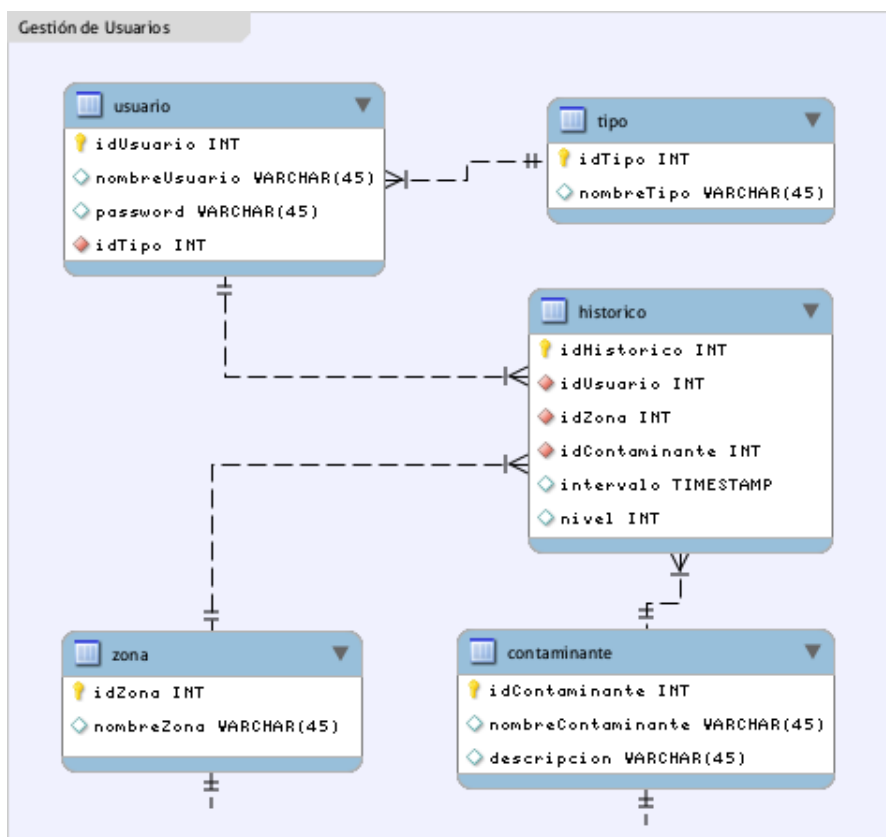 Gestión de Usuarios
usuario
idUsuario INT
nombreUsuario VARCHAR(45)
password VARCHAR(45)
idTipo INT
tipo
idTipo INT
nombreTipo VARCHAR(45)
historico
idHistorico INT
idUsuario INT
idZona INT
idContaminante INT
intervalo TIMESTAMP
nivel INT
zona
idZona INT
nombreZona VARCHAR(45)
contaminante
idContaminante INT
nombreContaminante VARCHAR(45)
descripcion VARCHAR(45)